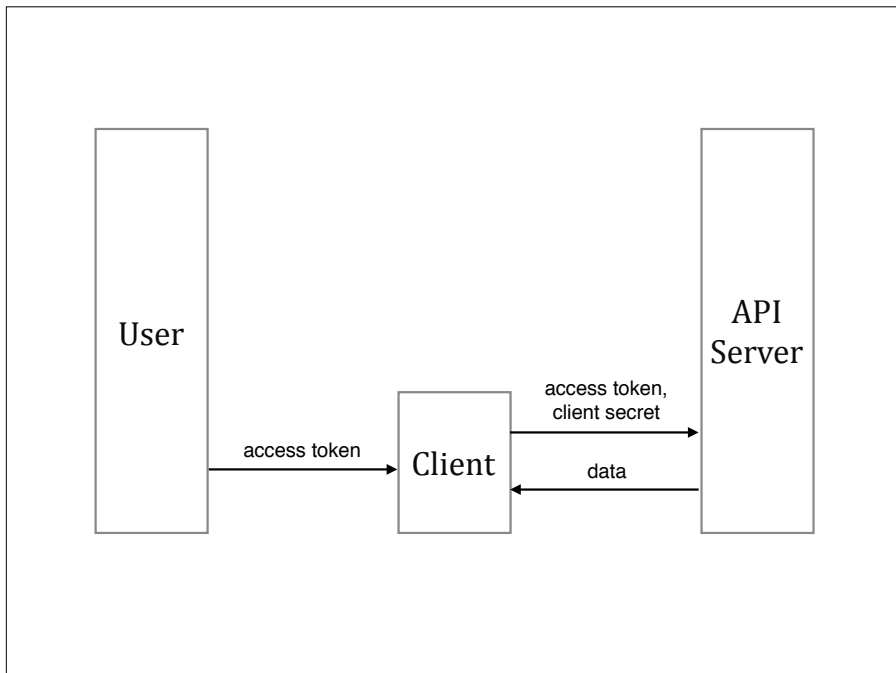 User
access token
Client
access token,
client secret
data
API
Server